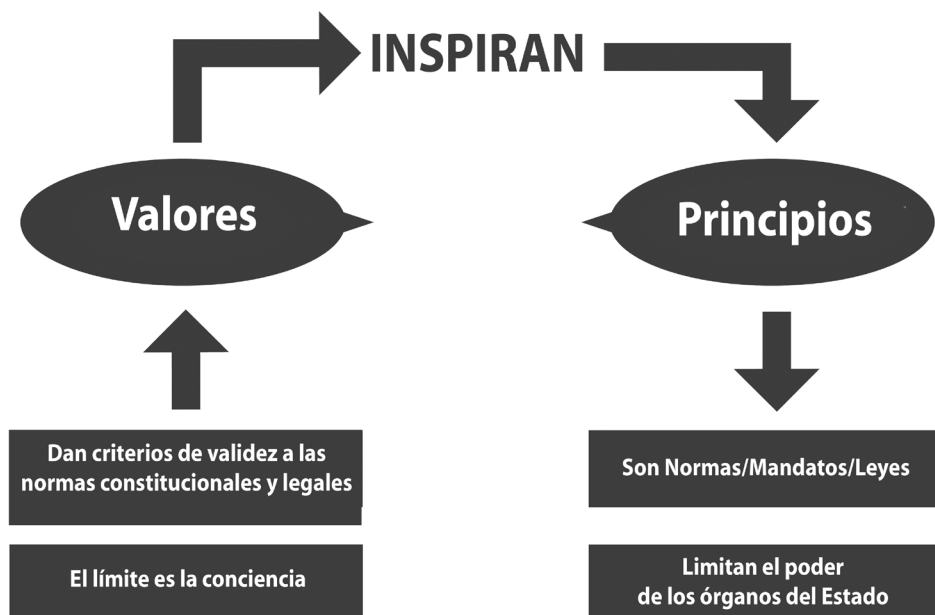 INSPIRAN
Valores
Principios
Dan criterios de validez a las
normas constitucionales y legales
Son Normas/Mandatos/Leyes
El límite es la conciencia
Limitan el poder
de los órganos del Estado